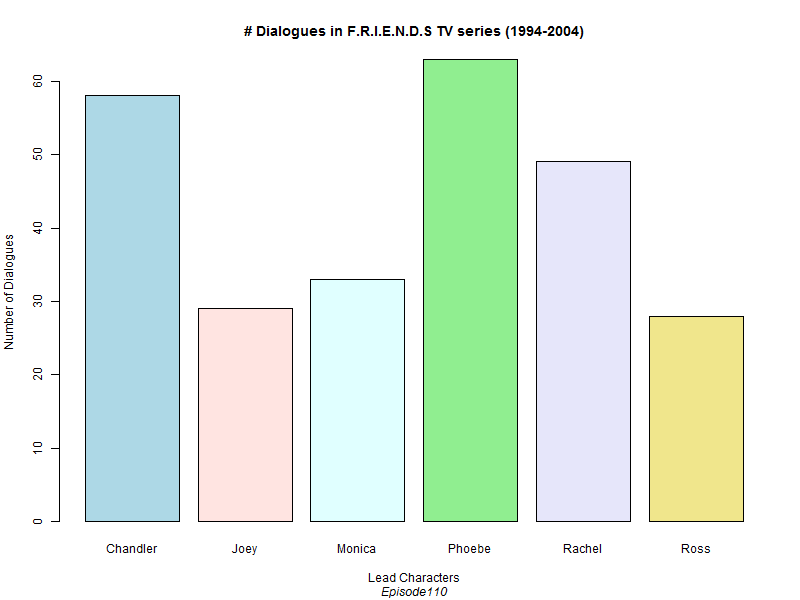 # Dialogues in F.R.I.E.N.D.S TV series (1994-2004)
Number of Dialogues
60
50
40
30
20
10
0
Chandler Joey Monica Phoebe Rachel Ross
Lead Characters
Episode110